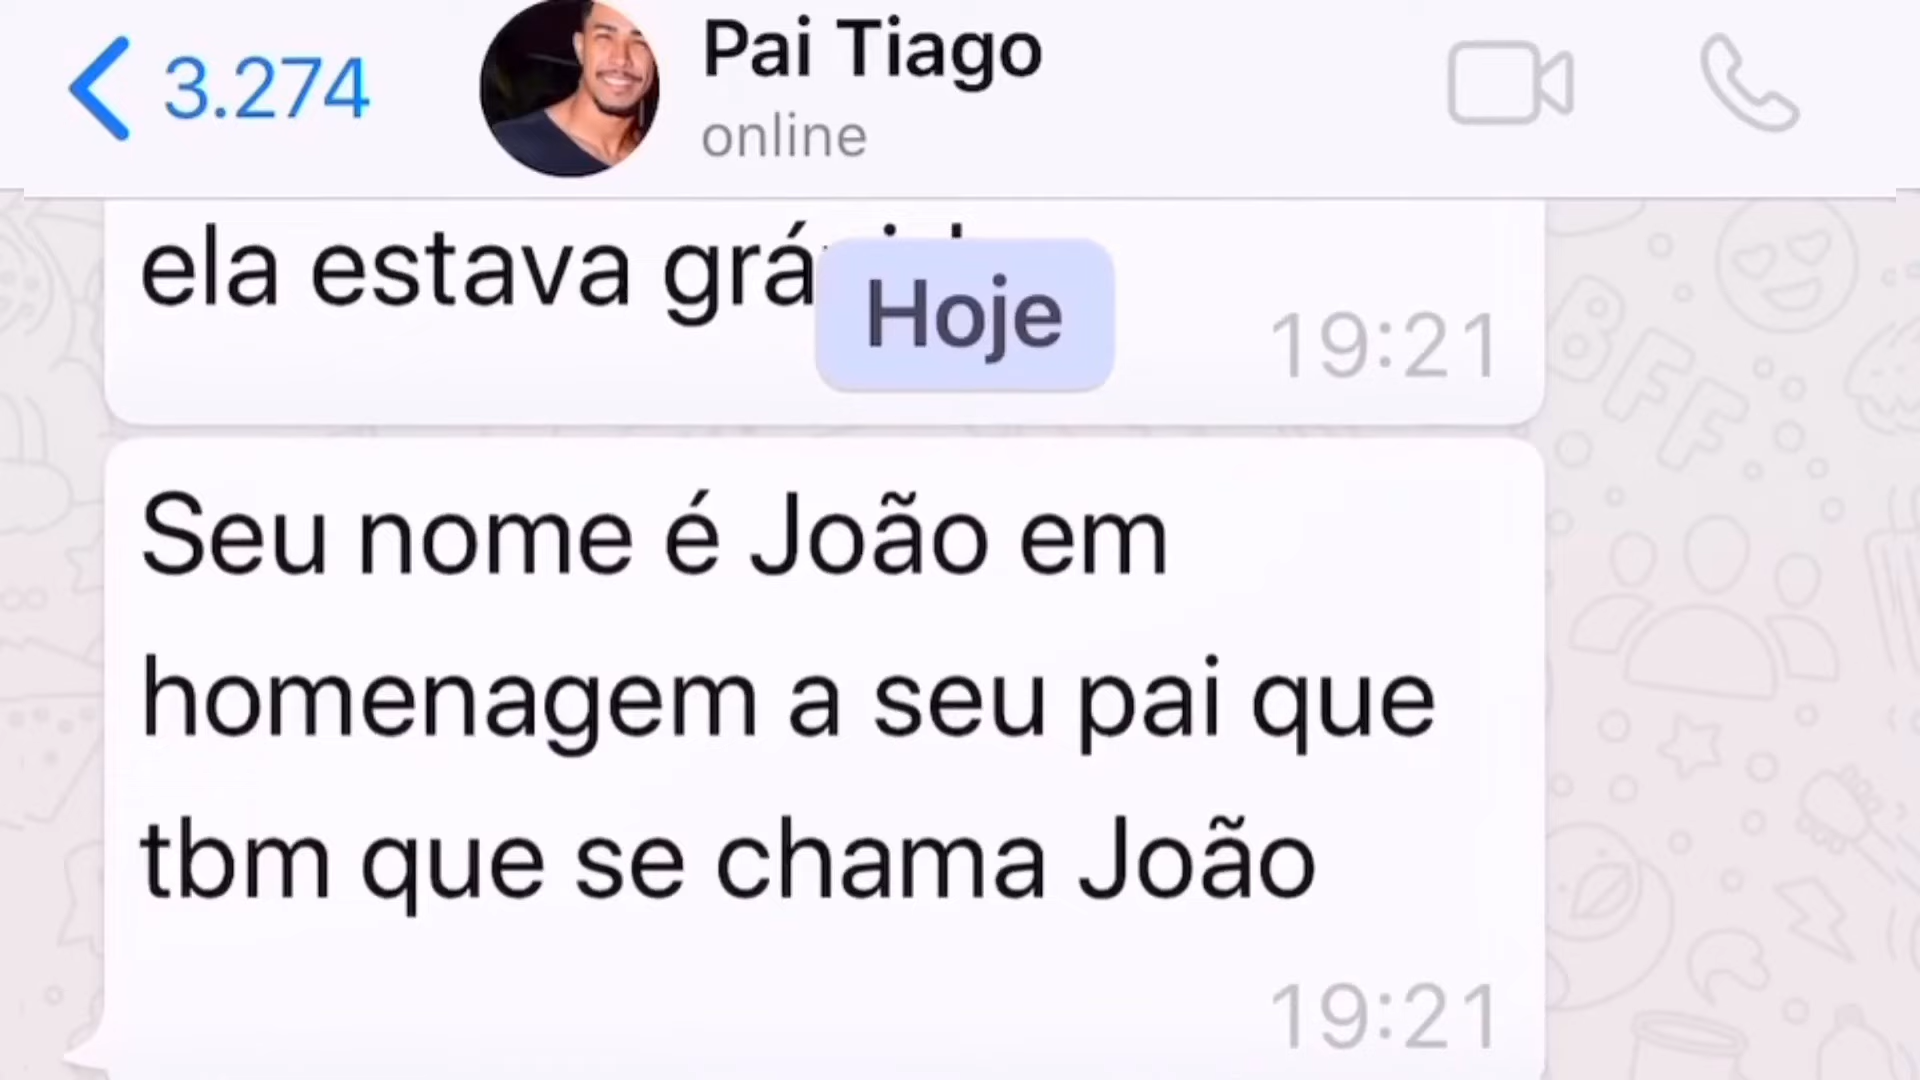 3.274
Pai Tiago
online
ela estava
Hoje
19:21
Seu nome é João em
homenagem a seu pai que
tbm que se chama João
19:21